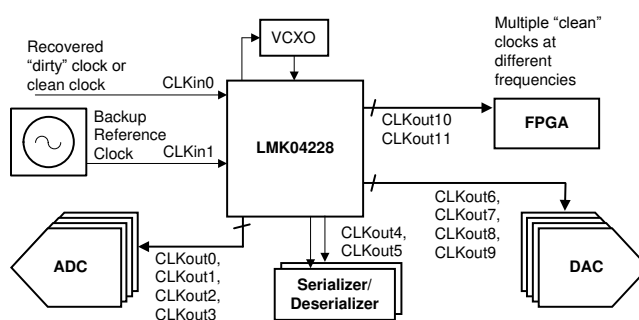 Recovered
"dirty" clock or
clean clock
CLKin0
VCXO
Multiple "clean"
clocks at
different
frequencies
Backup
Reference
Clock
CLKin1
LMK04228
CLKout10
CLKout11
FPGA
ADC
CLKout0,
CLKout1,
CLKout2,
CLKout3
CLKout4,
CLKout5
Serializer/
Deserializer
CLKout6,
CLKout7,
CLKout8,
CLKout9
DAC